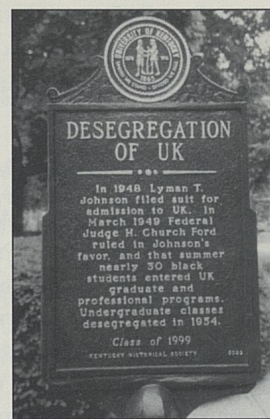 UNIVERSITY OF KENTUCKY
1865
DESEGREGATION
OF UK
In 1948 Lyman T.
Johnson filed suit for
admission to UK. In
March 1949 Federal
Judge H. Church Ford
ruled in Johnson's
favor, and that summer
nearly 30 black
students entered UK
graduate and
professional programs.
Undergraduate classes
desegregated in 1954.
Class of 1999
KENTUCKY HISTORICAL SOCIETY